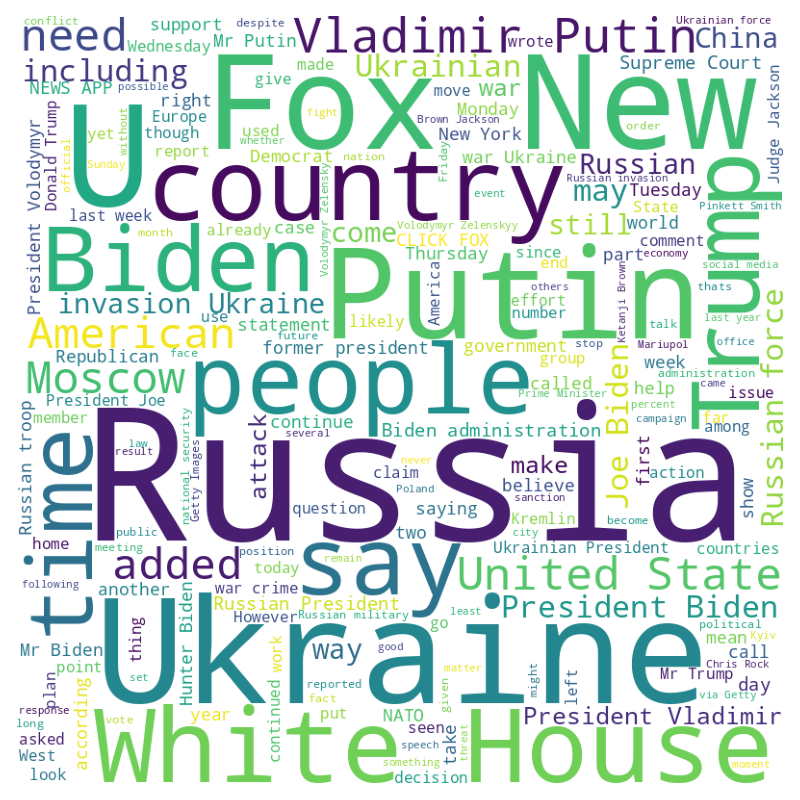 conflict
despite
Ukrainian force
need
support
Mr Putin
Vladimir Putin
wrote
China
Wednesday
including
made
Ukrainian
Supreme Court
NEWS APP
possible
give
war
move
right
Fox
New
Monday
Judge Jackson
Europe
used
fight
Brown Jackson
order
yet
without
though
whether
New York
Donald Trump
official
report
Democrat
nation
Friday
war Ukraine
Russian
Sunday
U
country
event
Russian invasion
may
Tuesday
Pinkett Smith
President Volodymyr
last week
already
case
Volodymyr Zelensky
Volodymyr Zelenskyy
still
State
world
month
come
CLICK FOX
since
part
comment
Trump
Biden
Putin
Thursday
end
America
economy
social media
others
Ketanji Brown
last year
thats
invasion Ukraine
effort
number
use
statement
likely
American
future
former president
government
stop
talk
office
Republican
face
group
Mariupol
week
Moscow
people
Prime Minister
called
Joe Biden
administration
came
President Joe
percent
help
issue
member
continue
Biden administration
campaign
among
far
Russian force
Russian troop
law
result
national security
Getty Images
several
attack
Russia
never
claim
make
first
action
believe
show
Poland
sanction
time
question
saying
Kremlin
become
public
two
city
home
meeting
added
position
remain
Ukrainian President
countries
today
say
following
another
war crime
United State
Russian President
least
Hunter Biden
However
Russian military
go
President Biden
Ukraine
political
thing
work
way
good
mean
Kyiv
Mr Biden
call
point
matter
Chris Rock
Mr Trump
day
plan
set
fact
reported
given
might
left
via Getty
response
according
vote
year
put
NATO
President Vladimir
long
White House
continued
seen
asked
speech
take
threat
West
something
moment
look
decision